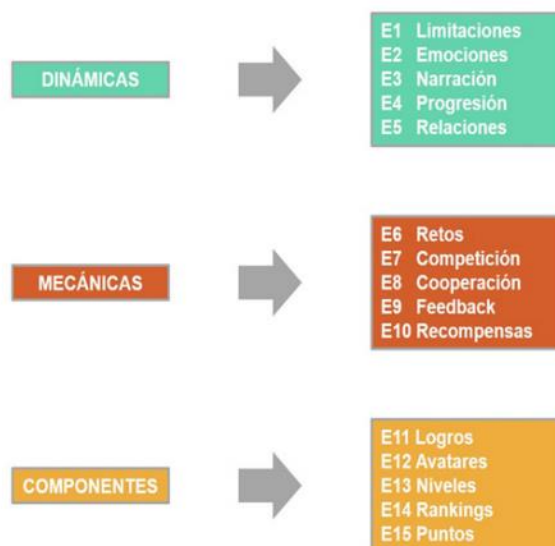 DINÁMICAS
E1 Limitaciones
E2 Emociones
E3 Narración
E4 Progresión
E5 Relaciones
MECÁNICAS
E6 Retos
E7 Competición
E8 Cooperación
E9 Feedback
E10 Recompensas
COMPONENTES
E11 Logros
E12 Avatares
E13 Niveles
E14 Rankings
E15 Puntos